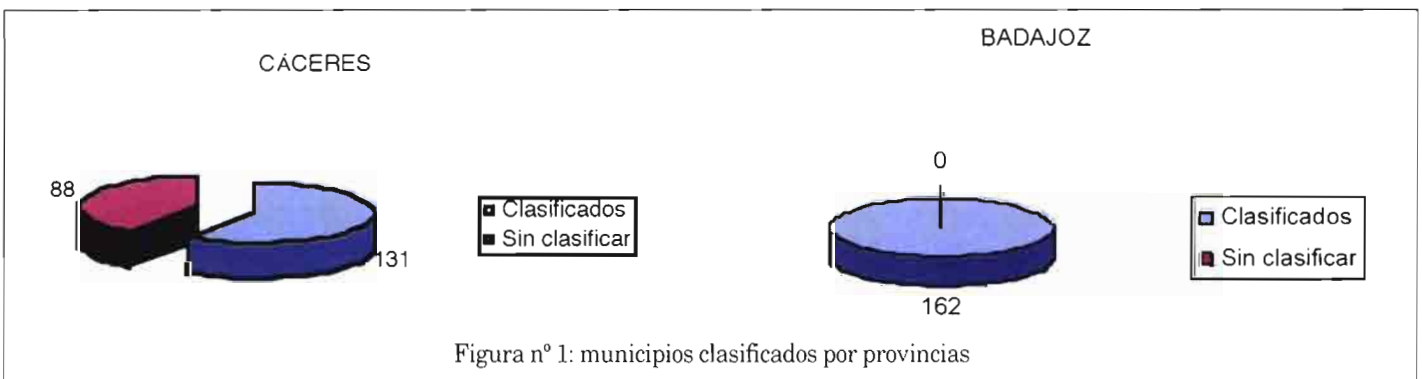 CÁCERES
88
131
Clasificados
Sin clasificar
BADAJOZ
0
162
Clasificados
Sin clasificar
Figura nº 1: municipios clasificados por provincias